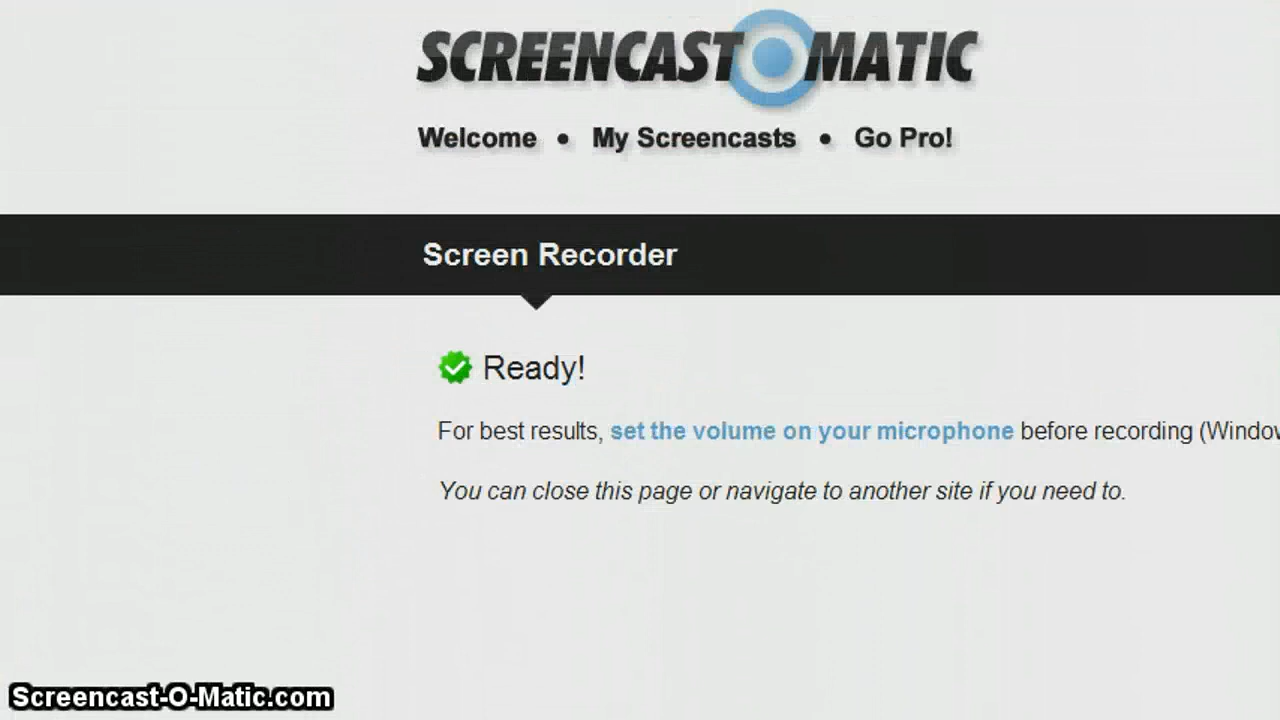 SCREENCAST O MATIC
Welcome • My Screencasts • Go Pro!
Screen Recorder
Ready!
For best results, set the volume on your microphone before recording (Window
You can close this page or navigate to another site if you need to.
Screencast-O-Matic.com